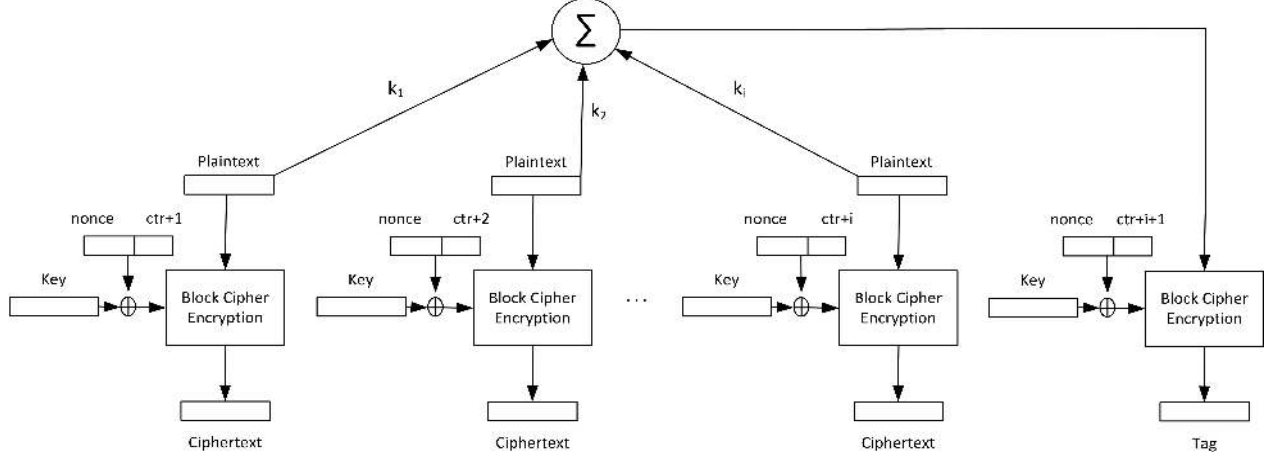 Σ
k₁
k₂
kᵢ
Plaintext
Plaintext
Plaintext
nonce ctr+1
nonce ctr+2
nonce ctr+i
nonce ctr+i+1
Key
Key
Key
Key
Block Cipher
Encryption
Block Cipher
Encryption
...
Block Cipher
Encryption
Block Cipher
Encryption
Ciphertext
Ciphertext
Ciphertext
Tag